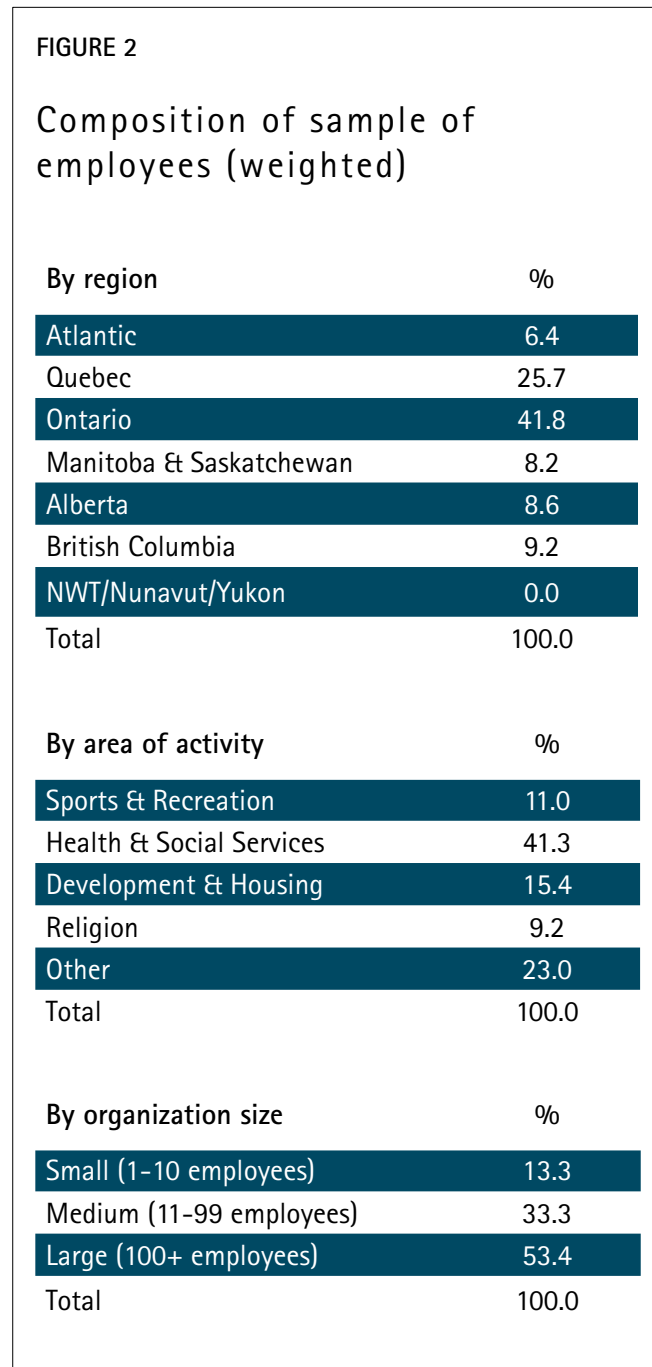 FIGURE 2
Composition of sample of
employees (weighted)
By region %
Atlantic 6.4
Quebec 25.7
Ontario 41.8
Manitoba & Saskatchewan 8.2
Alberta 8.6
British Columbia 9.2
NWT/Nunavut/Yukon 0.0
Total 100.0
By area of activity %
Sports & Recreation 11.0
Health & Social Services 41.3
Development & Housing 15.4
Religion 9.2
Other 23.0
Total 100.0
By organization size %
Small (1-10 employees) 13.3
Medium (11-99 employees) 33.3
Large (100+ employees) 53.4
Total 100.0